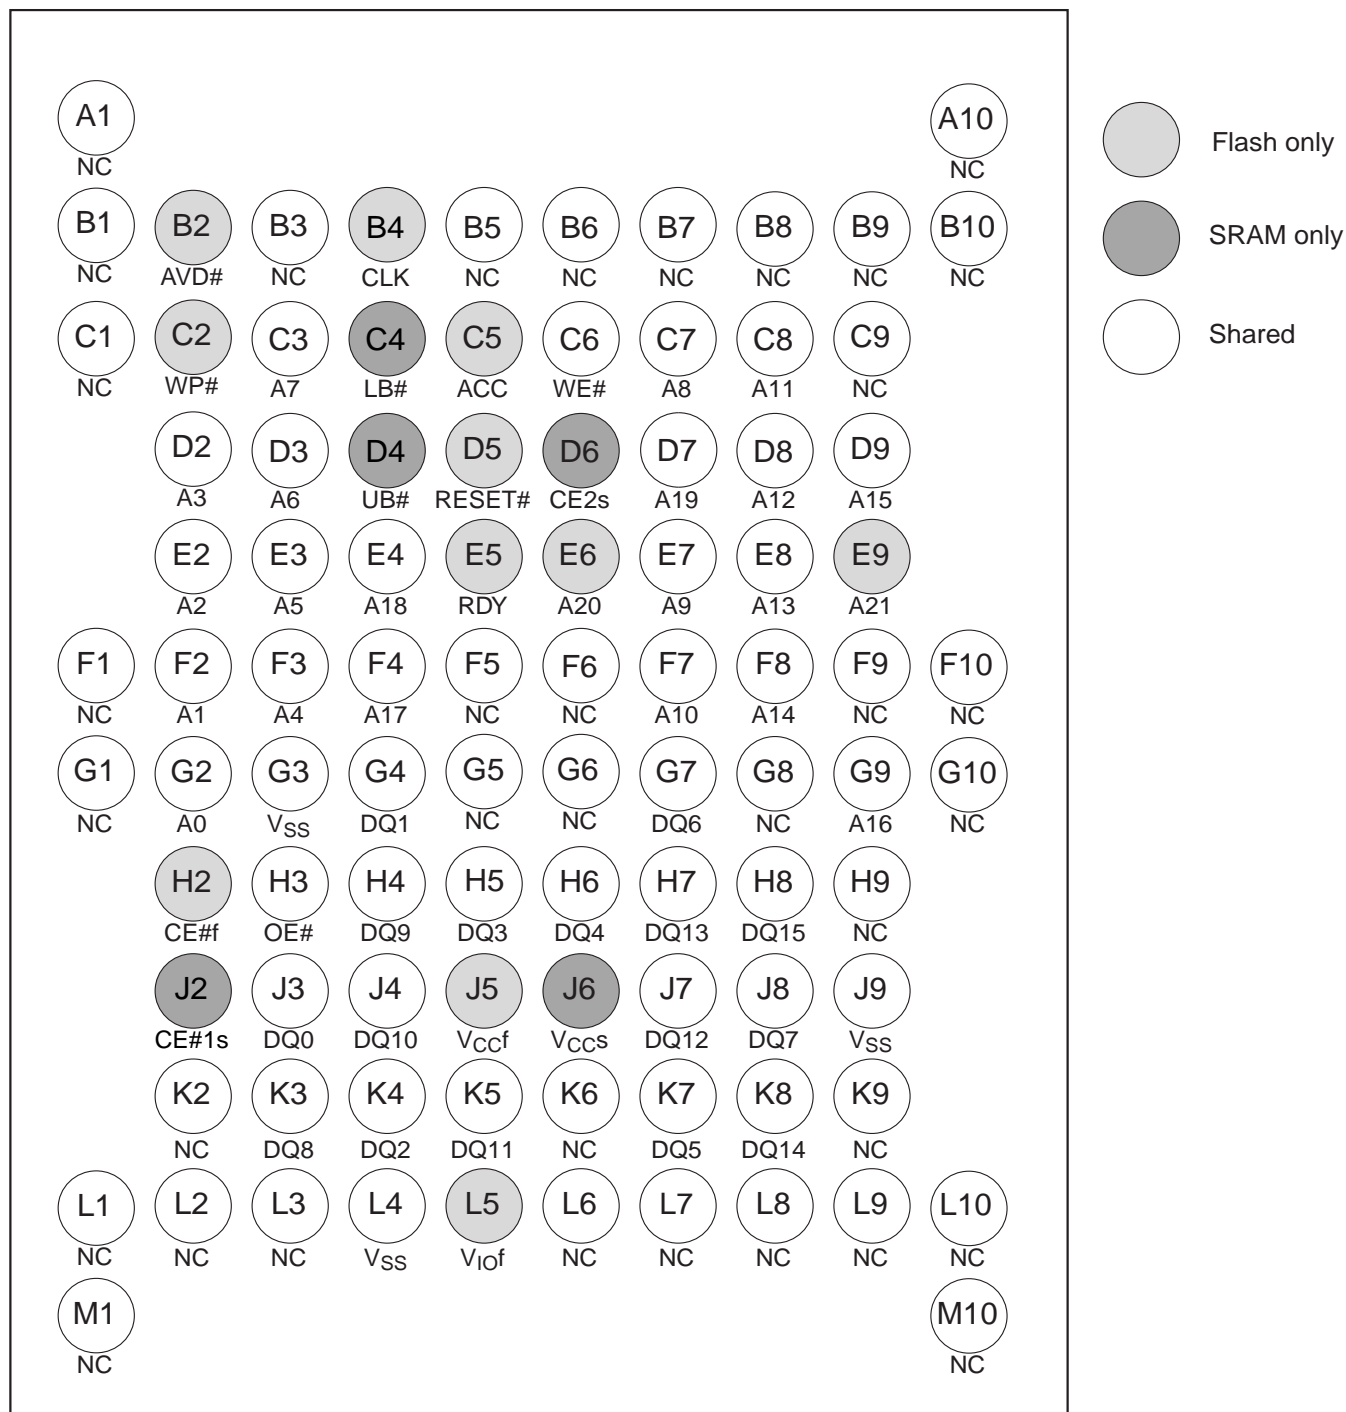 A1 A10
NC NC
Flash only
B1 B2 B3 B4 B5 B6 B7 B8 B9 B10
NC AVD# NC CLK NC NC NC NC NC NC
SRAM only
C1 C2 C3 C4 C5 C6 C7 C8 C9
NC WP# A7 LB# ACC WE# A8 A11 NC
Shared
D2 D3 D4 D5 D6 D7 D8 D9
A3 A6 UB# RESET# CE2s A19 A12 A15
E2 E3 E4 E5 E6 E7 E8 E9
A2 A5 A18 RDY A20 A9 A13 A21
F1 F2 F3 F4 F5 F6 F7 F8 F9 F10
NC A1 A4 A17 NC NC A10 A14 NC NC
G1 G2 G3 G4 G5 G6 G7 G8 G9 G10
NC A0 VSS DQ1 NC NC DQ6 NC A16 NC
H2 H3 H4 H5 H6 H7 H8 H9
CE#f OE# DQ9 DQ3 DQ4 DQ13 DQ15 NC
J2 J3 J4 J5 J6 J7 J8 J9
CE#1s DQ0 DQ10 VCCf VCCs DQ12 DQ7 VSS
K2 K3 K4 K5 K6 K7 K8 K9
NC DQ8 DQ2 DQ11 NC DQ5 DQ14 NC
L1 L2 L3 L4 L5 L6 L7 L8 L9 L10
NC NC NC VSS VIOf NC NC NC NC NC
M1 M10
NC NC